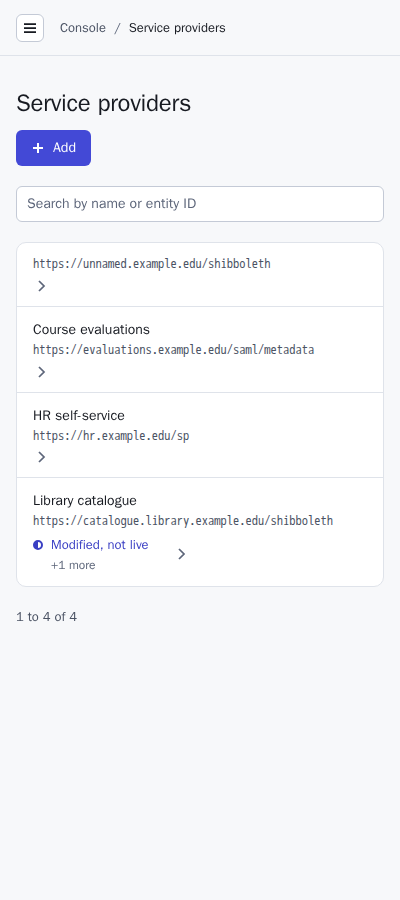 Console / Service providers
Service providers
Add
Search by name or entity ID
https://unnamed.example.edu/shibboleth
Course evaluations
https://evaluations.example.edu/saml/metadata
HR self-service
https://hr.example.edu/sp
Library catalogue
https://catalogue.library.example.edu/shibboleth
Modified, not live
+1 more
1 to 4 of 4